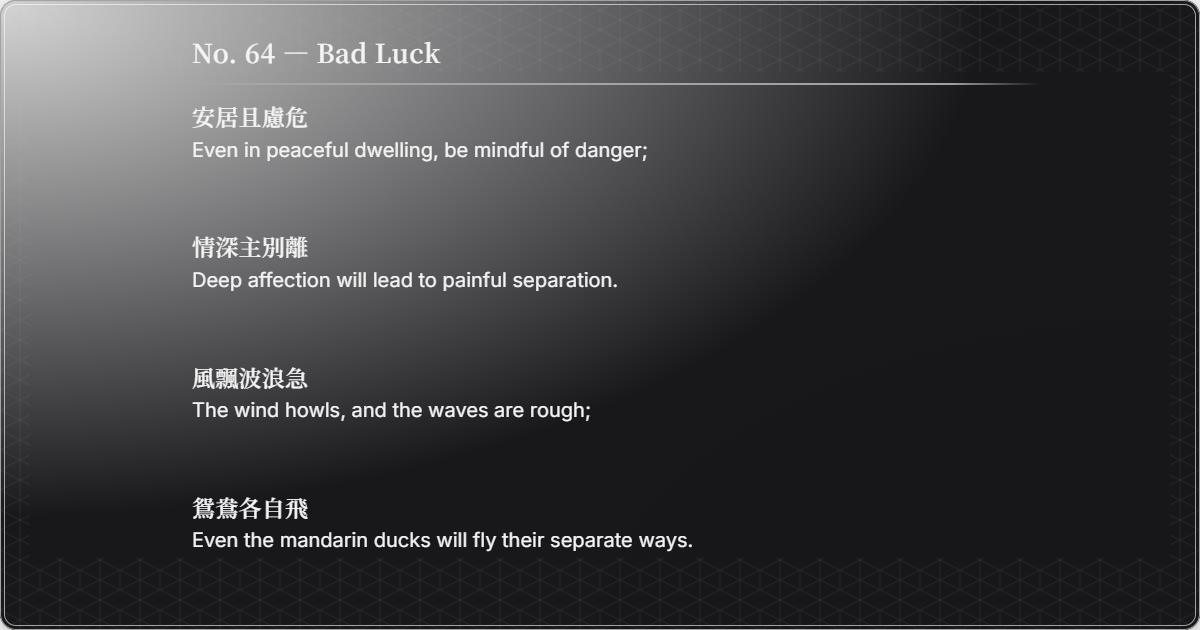 No. 64 — Bad Luck
安居且慮危
Even in peaceful dwelling, be mindful of danger;
情深主別離
Deep affection will lead to painful separation.
風飄波浪急
The wind howls, and the waves are rough;
鴛鴦各自飛
Even the mandarin ducks will fly their separate ways.